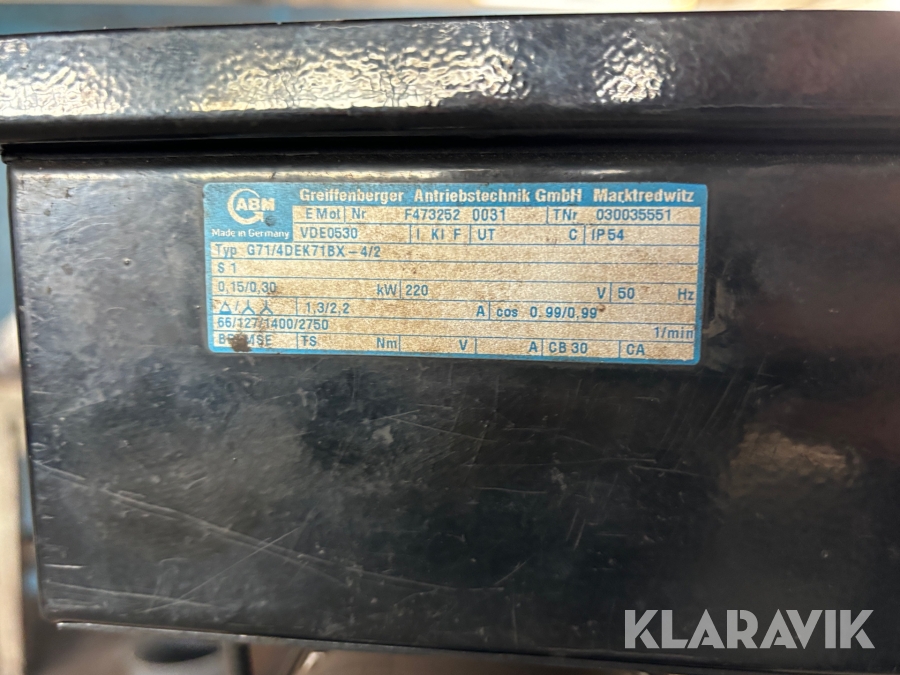 ABM Greiffenberger Antriebstechnik GmbH Marktredwitz
E Mot Nr F473252 0031 TNr 030035551
Made in Germany VDE0530 I. Kl F UT C IP54
Typ G71/4DEK71BX-4/2
S 1
0,15/0,30 kW 220 V 50 Hz
1,3/2,2 A cos 0.99/0,99
66/127/1400/2750 1/min
BREMSE TS Nm V A CB 30 CA
KLARAVIK